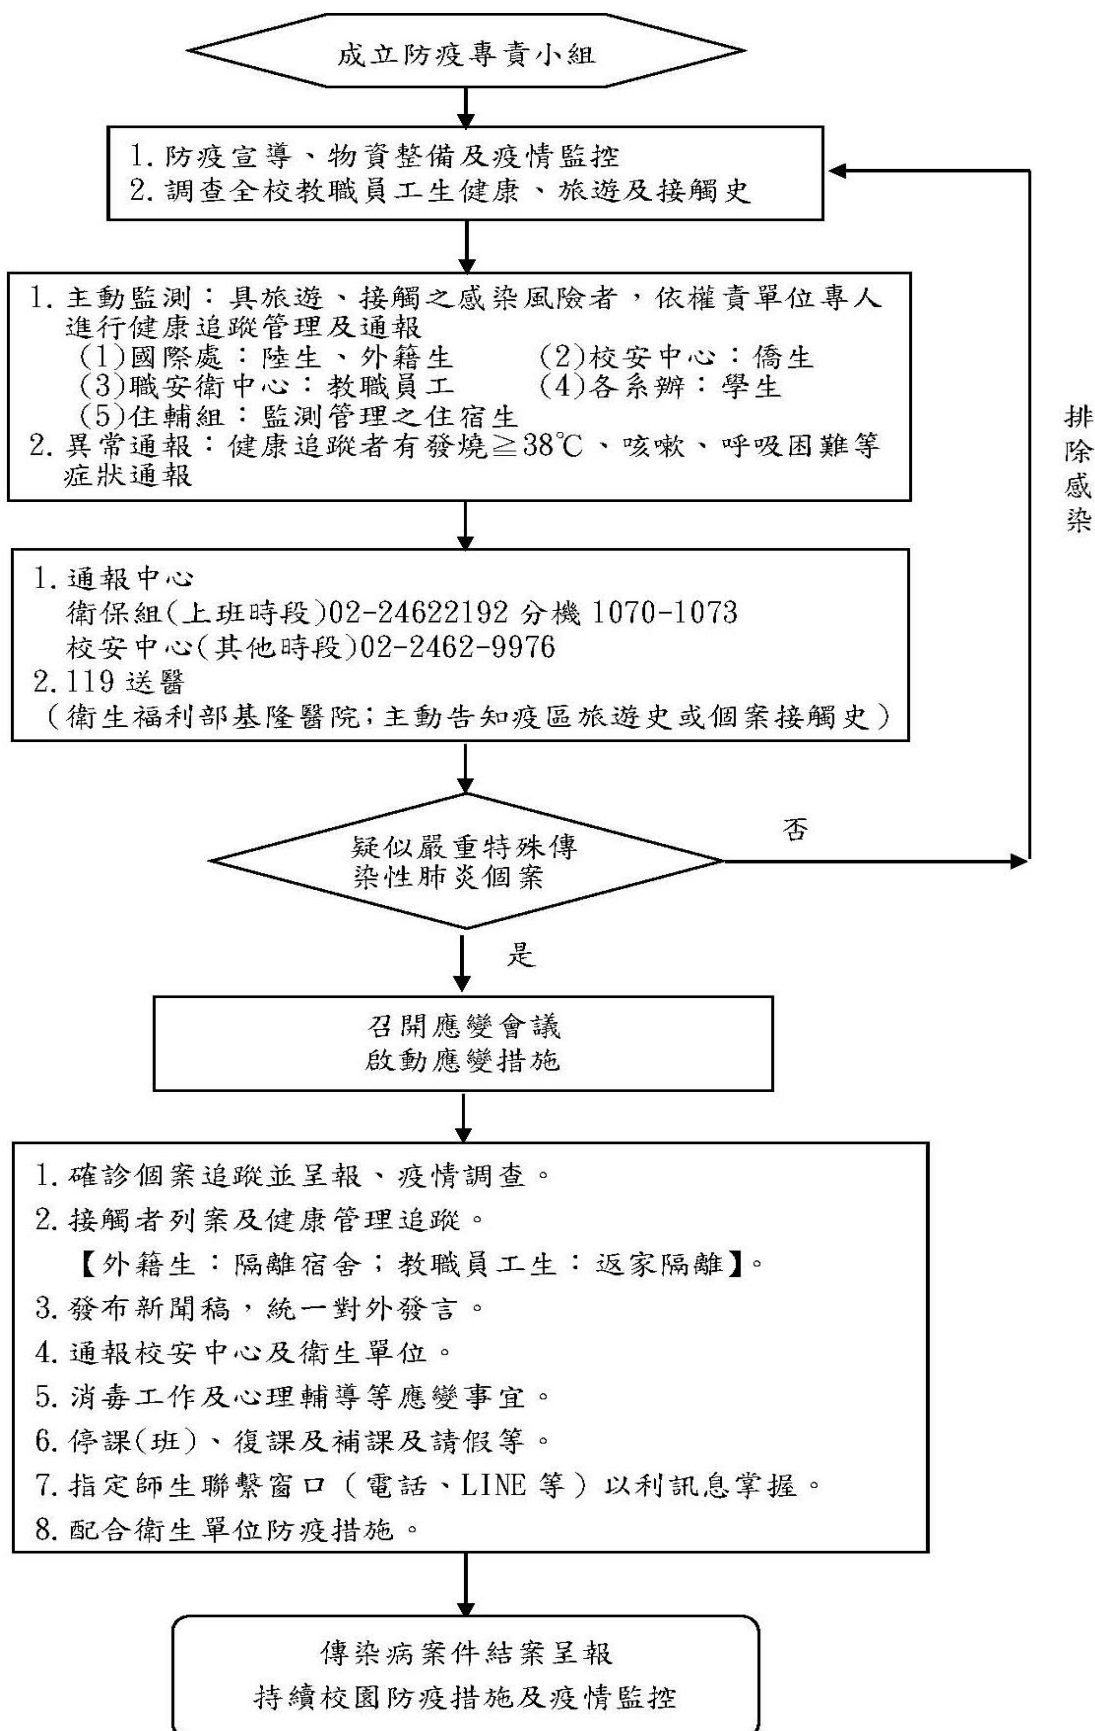 成立防疫專責小組
1. 防疫宣導、物資整備及疫情監控
2. 調查全校教職員工生健康、旅遊及接觸史
1. 主動監測：具旅遊、接觸之感染風險者，依權責單位專人
進行健康追蹤管理及通報
(1)國際處：陸生、外籍生 (2)校安中心：僑生
(3)職安衛中心：教職員工 (4)各系辦：學生
(5)住輔組：監測管理之住宿生
2. 異常通報：健康追蹤者有發燒≧38℃、咳嗽、呼吸困難等
症狀通報
排
除
感
染
1. 通報中心
衛保組(上班時段)02-24622192 分機 1070-1073
校安中心(其他時段)02-2462-9976
2. 119 送醫
（衛生福利部基隆醫院；主動告知疫區旅遊史或個案接觸史）
疑似嚴重特殊傳
染性肺炎個案
否
是
召開應變會議
啟動應變措施
1. 確診個案追蹤並呈報、疫情調查。
2. 接觸者列案及健康管理追蹤。
【外籍生：隔離宿舍；教職員工生：返家隔離】。
3. 發布新聞稿，統一對外發言。
4. 通報校安中心及衛生單位。
5. 消毒工作及心理輔導等應變事宜。
6. 停課(班)、復課及補課及請假等。
7. 指定師生聯繫窗口（電話、LINE 等）以利訊息掌握。
8. 配合衛生單位防疫措施。
傳染病案件結案呈報
持續校園防疫措施及疫情監控